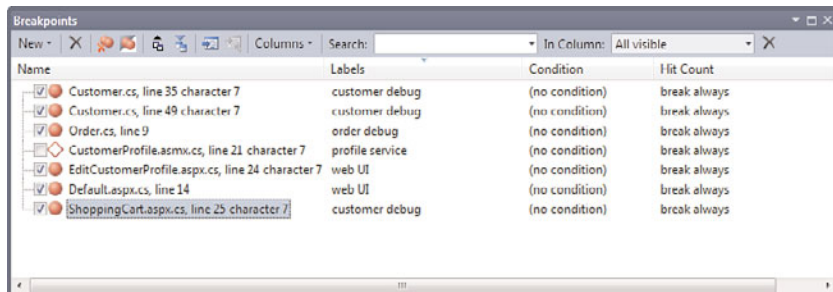 Breakpoints
New Columns Search: In Column: All visible
Name Labels Condition Hit Count
Customer.cs, line 35 character 7 customer debug (no condition) break always
Customer.cs, line 49 character 7 customer debug (no condition) break always
Order.cs, line 9 order debug (no condition) break always
CustomerProfile.asmx.cs, line 21 character 7 profile service (no condition) break always
EditCustomerProfile.aspx.cs, line 24 character 7 web UI (no condition) break always
Default.aspx.cs, line 14 web UI (no condition) break always
ShoppingCart.aspx.cs, line 25 character 7 customer debug (no condition) break always